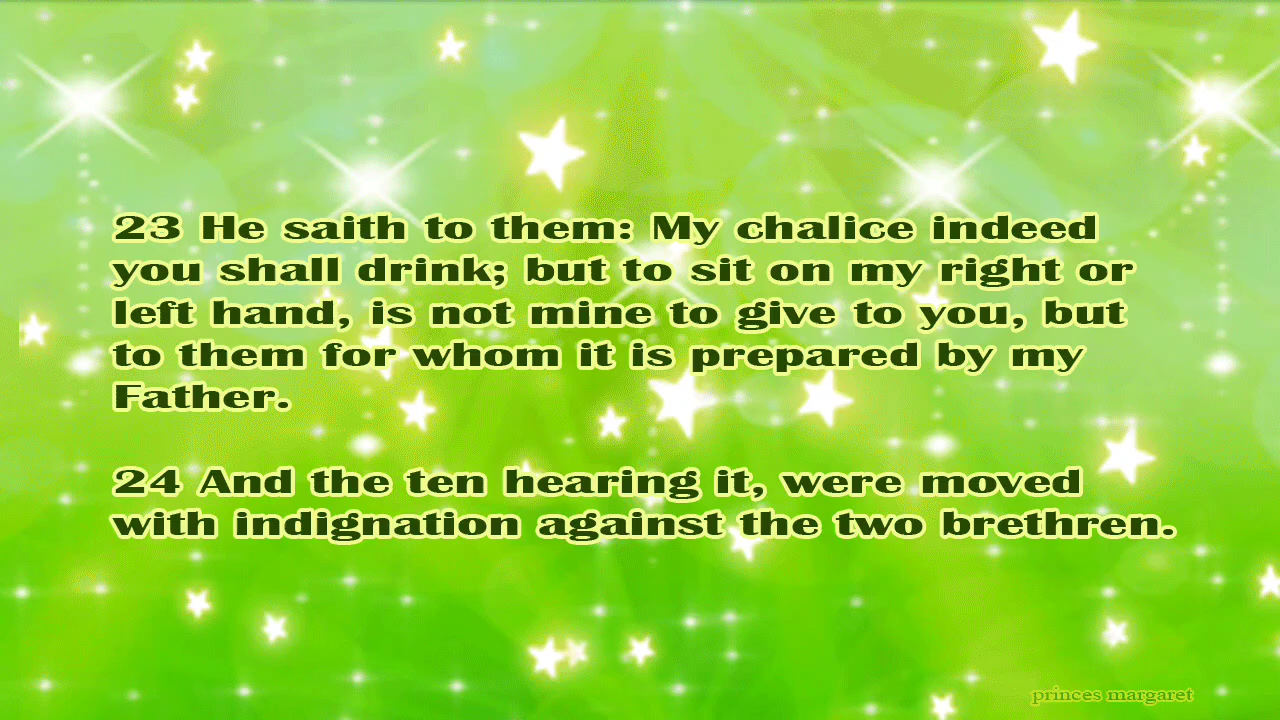 23 He saith to them: My chalice indeed
you shall drink; but to sit on my right or
left hand, is not mine to give to you, but
to them for whom it is prepared by my
Father.
24 And the ten hearing it, were moved
with indignation against the two brethren.
princes margaret